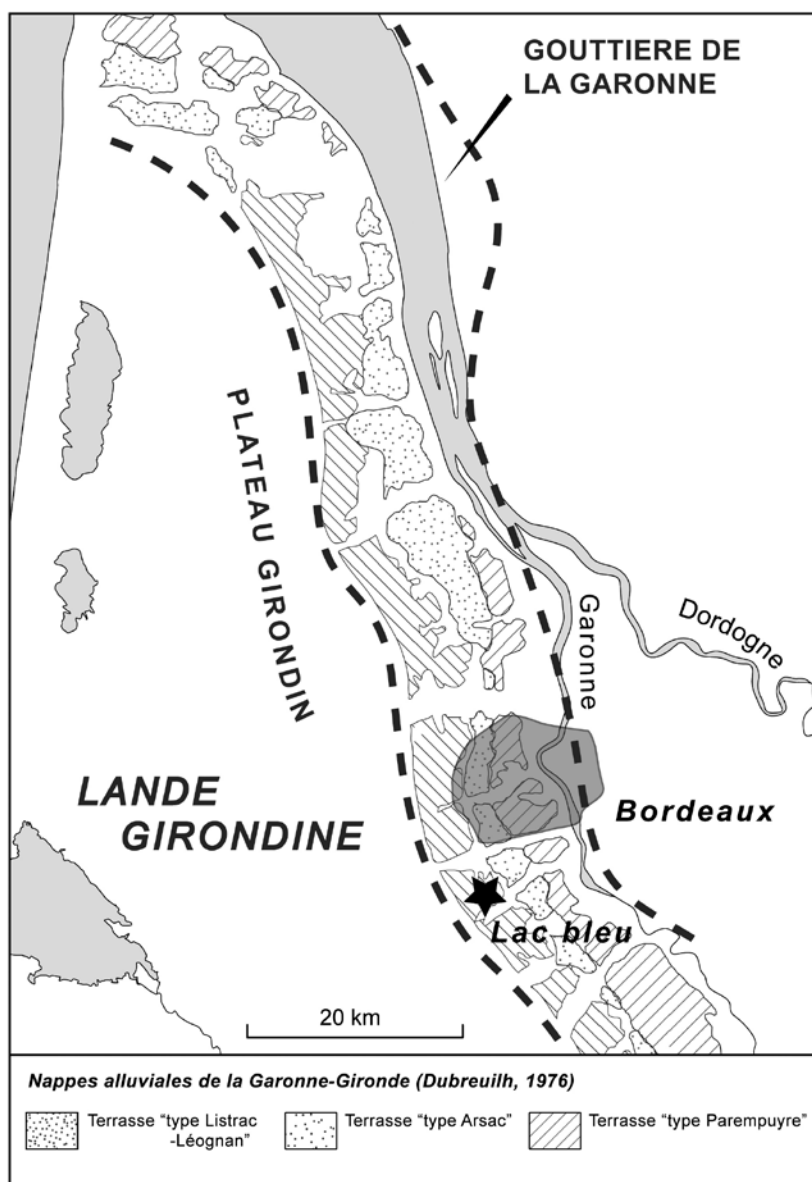 GOUTTIERE DE
LA GARONNE
PLATEAU GIRONDIN
Garonne
Dordogne
LANDE
GIRONDINE
Bordeaux
Lac bleu
20 km
Nappes alluviales de la Garonne-Gironde (Dubreuilh, 1976)
Terrasse “type Listrac
-Léognan”
Terrasse “type Arsac”
Terrasse “type Parempuyre”